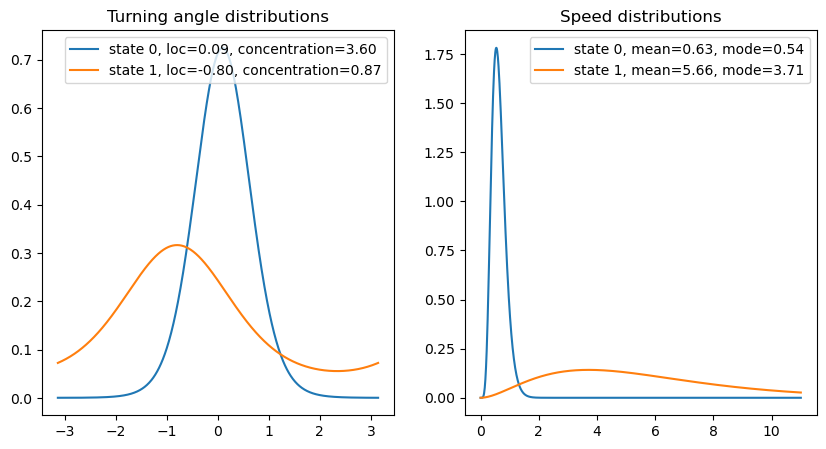 Turning angle distributions
state 0, loc=0.09, concentration=3.60
state 1, loc=-0.80, concentration=0.87
0.7
0.6
0.5
0.4
0.3
0.2
0.1
0.0
−3 −2 −1 0 1 2 3
Speed distributions
state 0, mean=0.63, mode=0.54
state 1, mean=5.66, mode=3.71
1.75
1.50
1.25
1.00
0.75
0.50
0.25
0.00
0 2 4 6 8 10